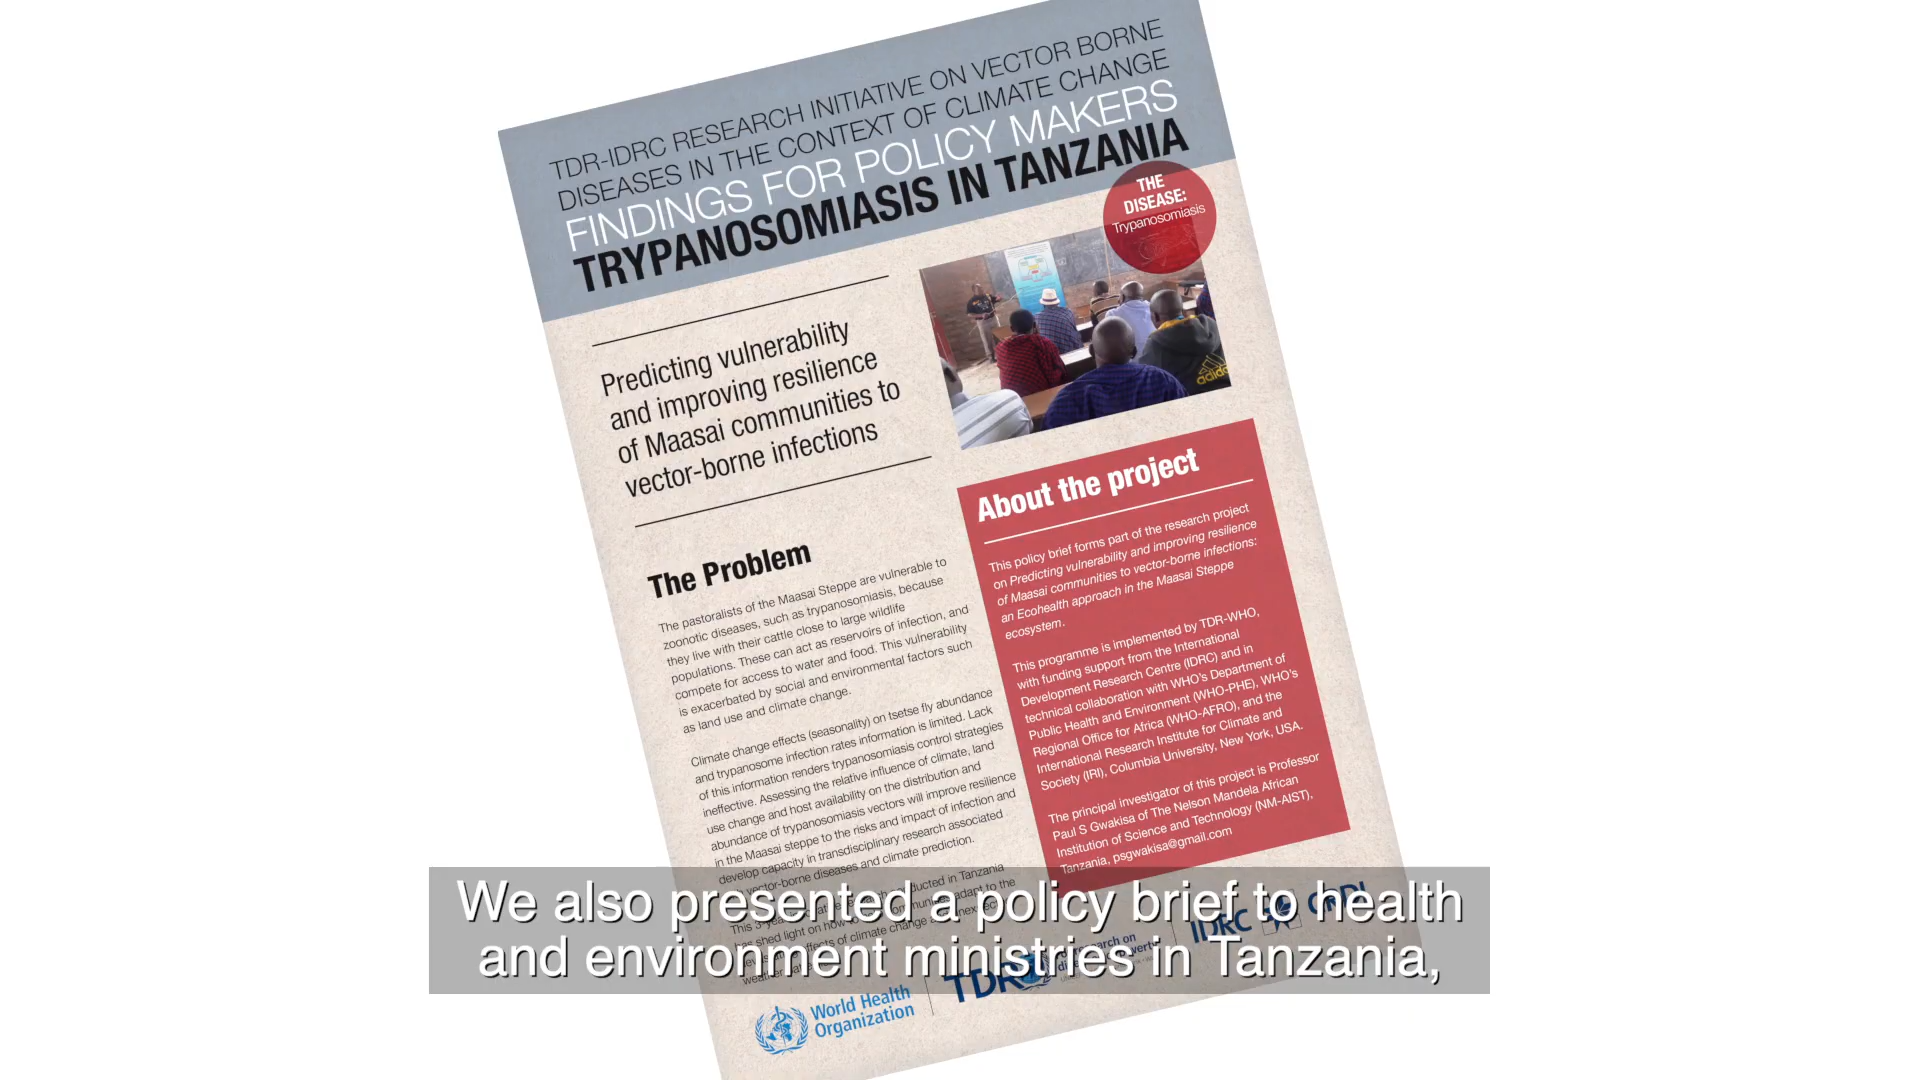 TDR-IDRC RESEARCH INITIATIVE ON VECTOR BORNE
DISEASES IN THE CONTEXT OF CLIMATE CHANGE
FINDINGS FOR POLICY MAKERS
TRYPANOSOMIASIS IN TANZANIA
THE
DISEASE:
Trypanosomiasis
adidas
Predicting vulnerability
and improving resilience
of Maasai communities to
vector-borne infections
The Problem
The pastoralists of the Maasai Steppe are vulnerable to
zoonotic diseases, such as trypanosomiasis, because
they live with their cattle close to large wildlife
populations. These can act as reservoirs of infection, and
compete for access to water and food. This vulnerability
is exacerbated by social and environmental factors such
as land use and climate change.
Climate change effects (seasonality) on tsetse fly abundance
and trypanosome infection rates information is limited. Lack
of this information renders trypanosomiasis control strategies
ineffective. Assessing the relative influence of climate, land
use change and host availability on the distribution and
abundance of trypanosomiasis vectors will improve resilience
in the Maasai steppe to the risks and impact of infection and
develop capacity in transdisciplinary research associated
vector-borne diseases and climate prediction.
About the project
This policy brief forms part of the research project
on Predicting vulnerability and improving resilience
of Maasai communities to vector-borne infections:
an Ecohealth approach in the Maasai Steppe
ecosystem.
This programme is implemented by TDR-WHO,
with funding support from the International
Development Research Centre (IDRC) and in
technical collaboration with WHO's Department of
Public Health and Environment (WHO-PHE), WHO's
Regional Office for Africa (WHO-AFRO), and the
International Research Institute for Climate and
Society (IRI), Columbia University, New York, USA.
The principal investigator of this project is Professor
Paul S Gwakisa of The Nelson Mandela African
Institution of Science and Technology (NM-AIST),
Tanzania, psgwakisa@gmail.com
We also presented a policy brief to health
and environment ministries in Tanzania,
World Health
Organization
TDR
IDRC CRDI